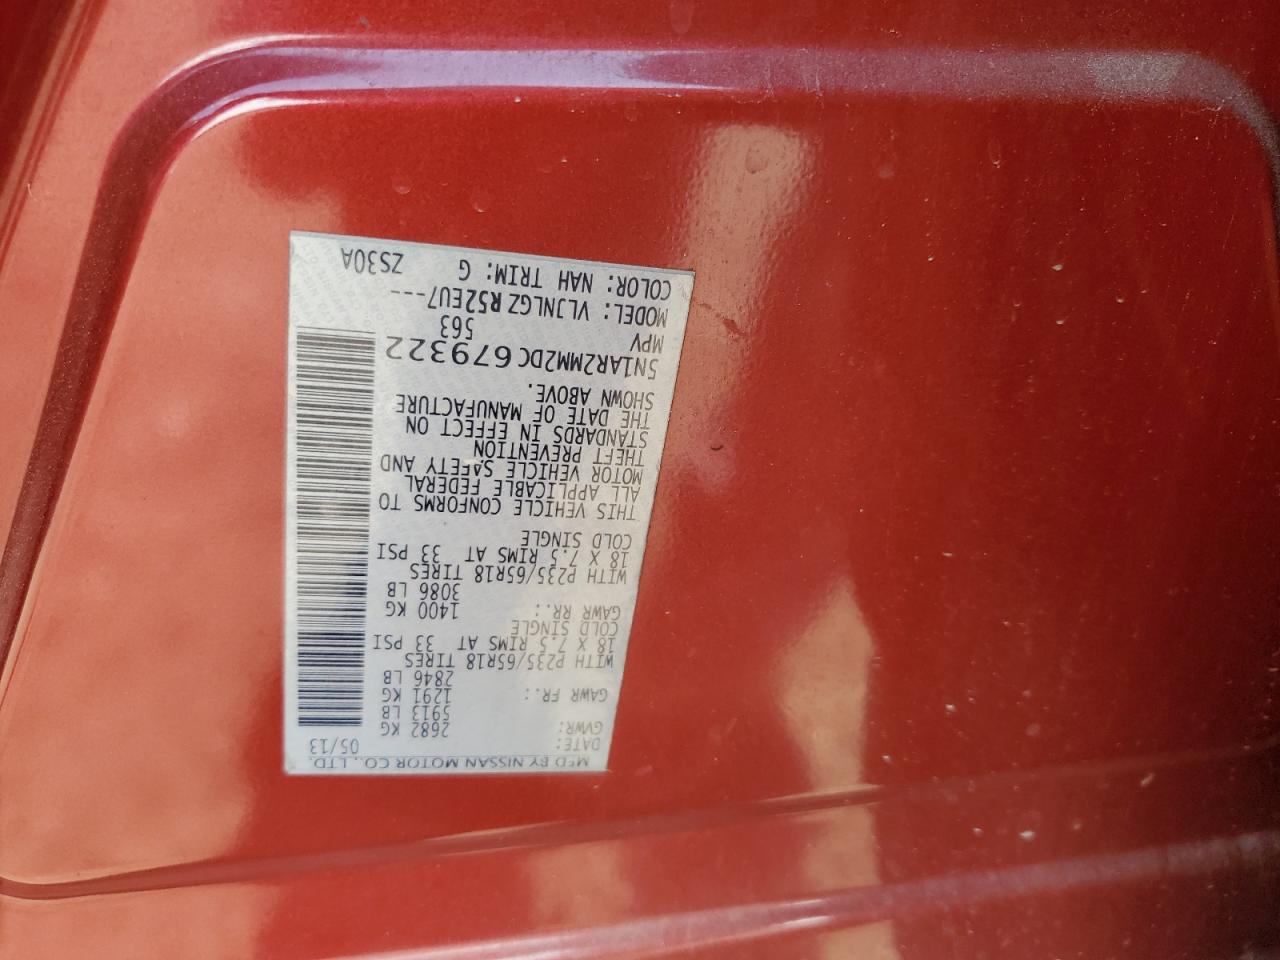 MFD BY NISSAN MOTOR CO., LTD.
DATE: 05/13
GVWR: 2682 KG
5913 LB
GAWR FR.: 1291 KG
2846 LB
WITH P235/65R18 TIRES
18 X 7.5 RIMS AT 33 PSI
COLD SINGLE
GAWR RR.: 1400 KG
3086 LB
WITH P235/65R18 TIRES
18 X 7.5 RIMS AT 33 PSI
COLD SINGLE
THIS VEHICLE CONFORMS TO
ALL APPLICABLE FEDERAL
MOTOR VEHICLE SAFETY AND
THEFT PREVENTION
STANDARDS IN EFFECT ON
THE DATE OF MANUFACTURE
SHOWN ABOVE.
5N1AR2MM2DC679322
MPV 563
MODEL: VLJNLGZ R52EU7---
COLOR: NAH TRIM: G ZS30A